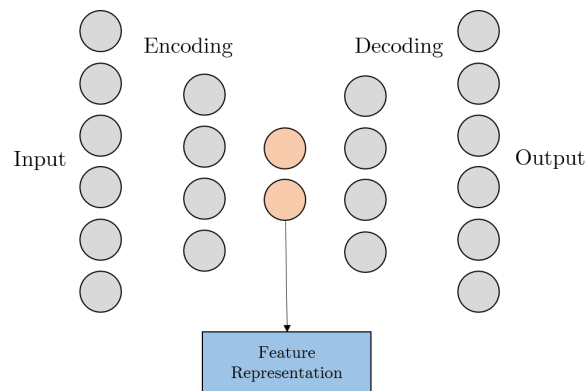 Encoding
Decoding
Input
Output
Feature
Representation